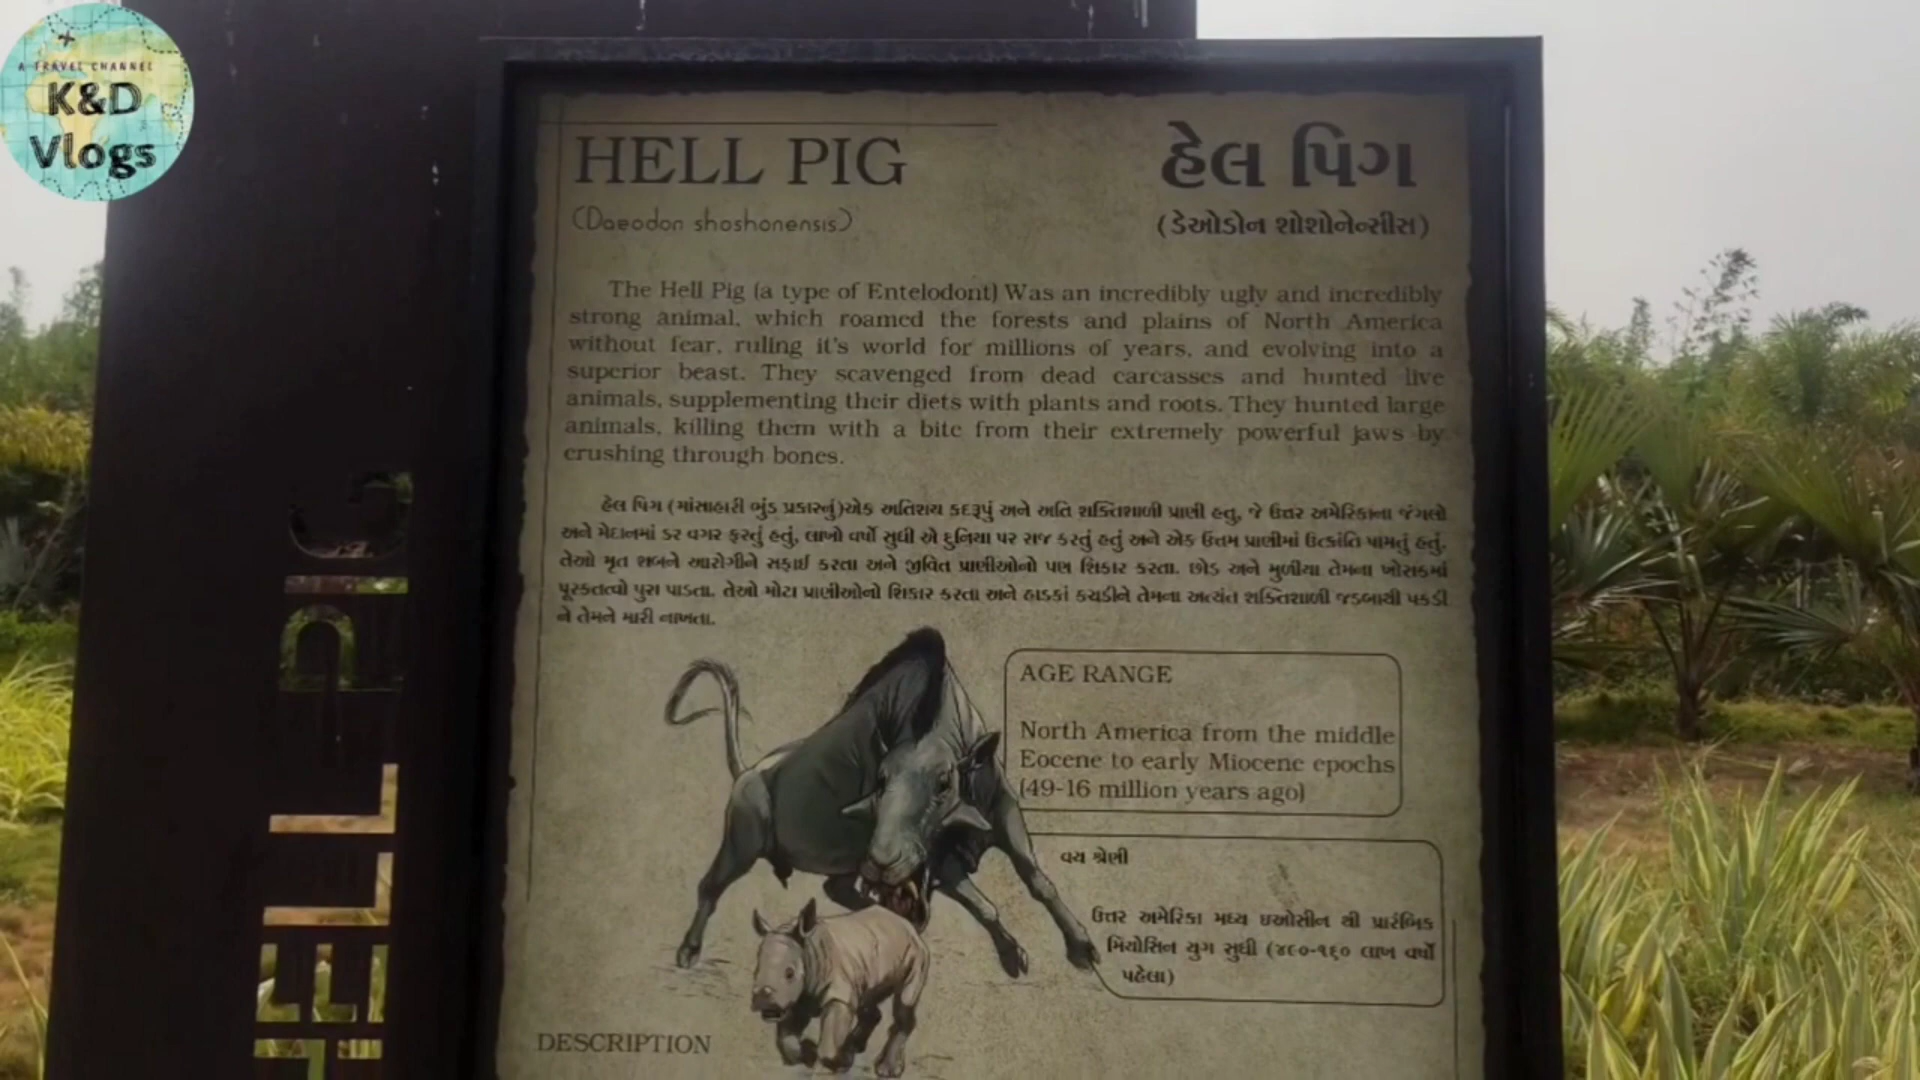 A TRAVEL CHANNEL
K&D
Vlogs
HELL PIG
HELL PIG
(Daeodon shoshonensis)
હેલ પિગ
(ડેઓડોન શોશોનેન્સીસ)
The Hell Pig (a type of Entelodont) Was an incredibly ugly and incredibly
strong animal, which roamed the forests and plains of North America
without fear, ruling it's world for millions of years, and evolving into a
superior beast. They scavenged from dead carcasses and hunted live
animals, supplementing their diets with plants and roots. They hunted large
animals, killing them with a bite from their extremely powerful jaws by
crushing through bones.
હેલ પિગ (માંસાહારી ભુંડ પ્રકારનું)એક અતિશય કદરૂપું અને અતિ શક્તિશાળી પ્રાણી હતુ, જે ઉત્તર અમેરિકાના જંગલો
અને મેદાનમાં ડર વગર ફરતું હતું, લાખો વર્ષો સુધી એ દુનિયા પર રાજ કરતું હતું અને એક ઉત્તમ પ્રાણીમાં ઉત્ક્રાંતિ પામતું હતું.
તેઓ મૃત શબને આરોગીને સફાઈ કરતા અને જીવિત પ્રાણીઓનો પણ શિકાર કરતા. છોડ અને મુળીયા તેમના ખોરાકમાં
પૂરકતત્વો પુરા પાડતા. તેઓ મોટા પ્રાણીઓનો શિકાર કરતા અને હાડકાં કચડીને તેમના અત્યંત શક્તિશાળી જડબાથી પકડી
ને તેમને મારી નાખતા.
AGE RANGE
North America from the middle
Eocene to early Miocene epochs
(49-16 million years ago)
વય શ્રેણી
ઉત્તર અમેરિકા મધ્ય ઇઓસીન થી પ્રારંભિક
મિયોસિન યુગ સુધી (૪૯૦-૧૬૦ લાખ વર્ષો
પહેલા)
DESCRIPTION